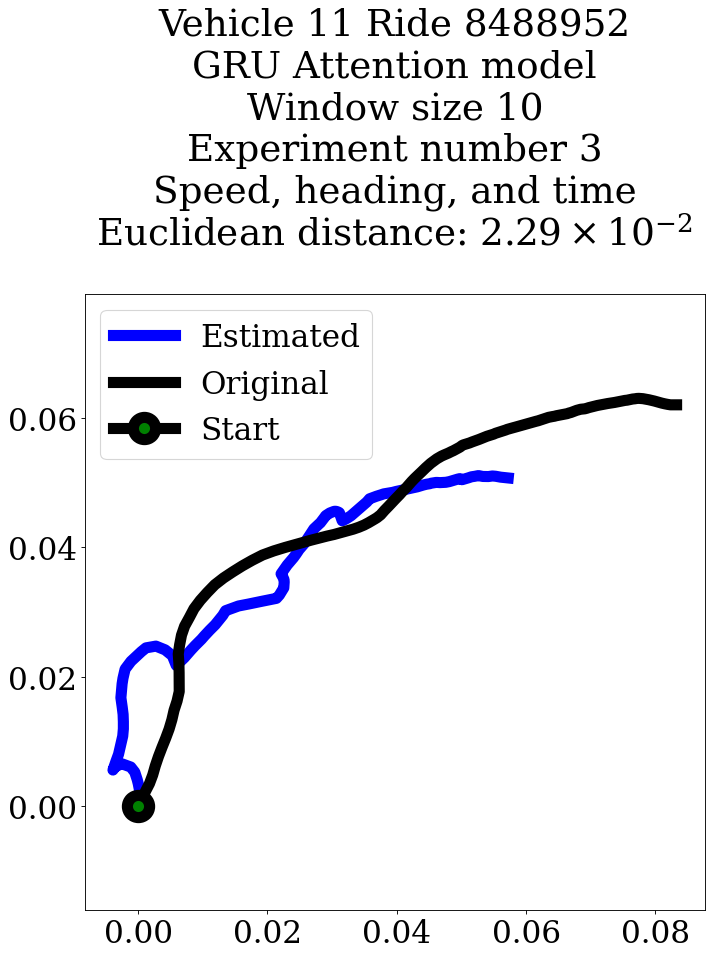 Vehicle 11 Ride 8488952
GRU Attention model
Window size 10
Experiment number 3
Speed, heading, and time
Euclidean distance: 2.29 × 10⁻²
Estimated
Original
Start
0.06
0.04
0.02
0.00
0.00 0.02 0.04 0.06 0.08